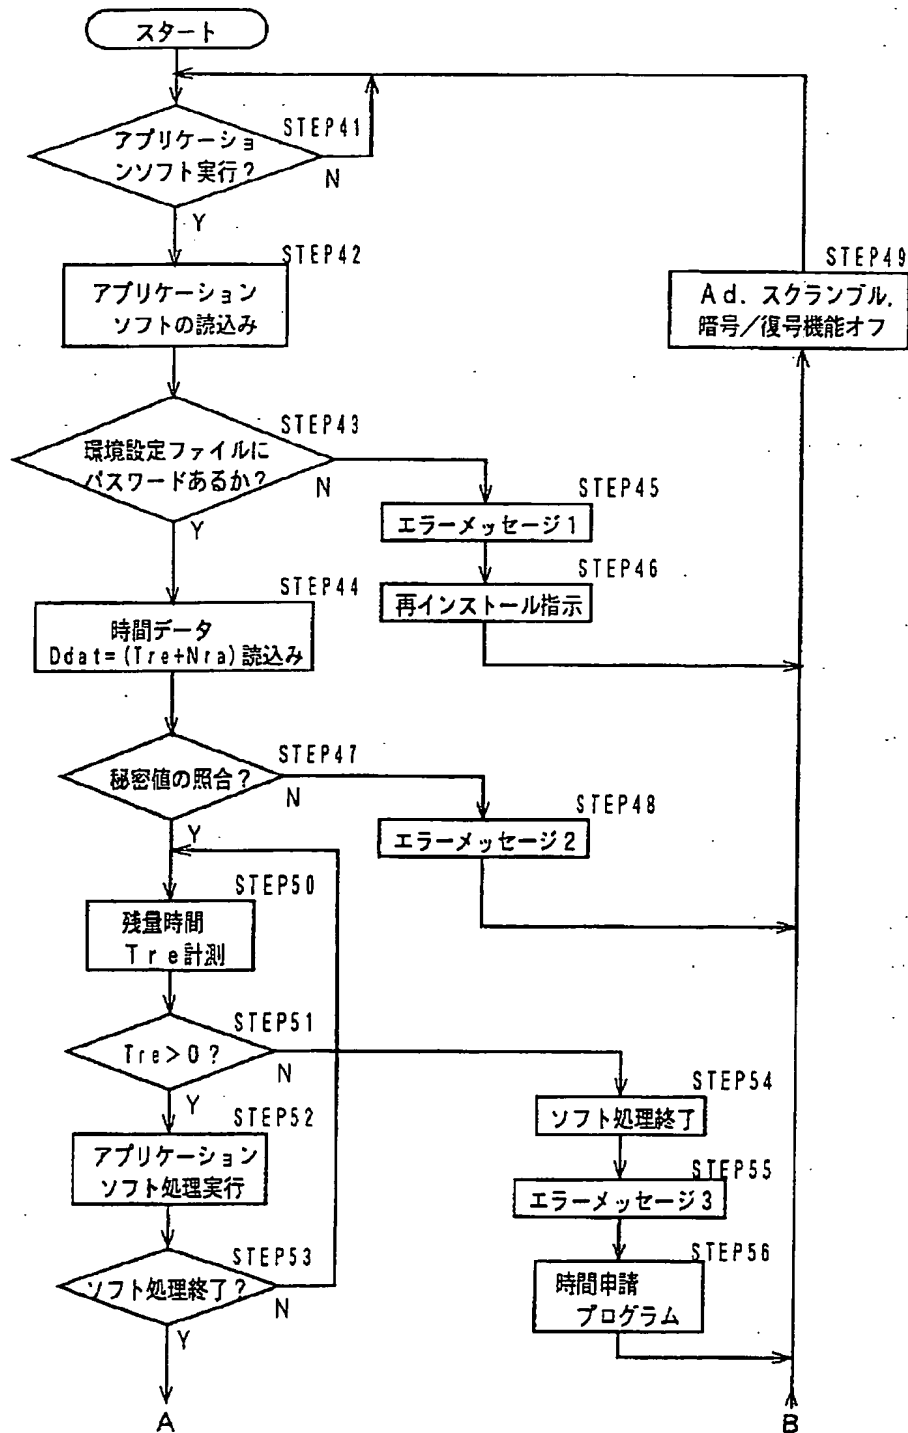 スタート
STEP41
アプリケーショ
ンソフト実行?
N
Y
STEP42
アプリケーション
ソフトの読込み
STEP49
Ad.スクランブル.
暗号/復号機能オフ
STEP43
環境設定ファイルに
パスワードあるか?
N
Y
STEP45
エラーメッセージ1
STEP46
再インストール指示
STEP44
時間データ
Ddat=(Tre+Nra)読込み
STEP47
秘密値の照合?
N
Y
STEP48
エラーメッセージ2
STEP50
残量時間
Tre計測
STEP51
Tre>0?
N
Y
STEP54
ソフト処理終了
STEP52
アプリケーション
ソフト処理実行
STEP55
エラーメッセージ3
STEP53
ソフト処理終了?
N
Y
STEP56
時間申請
プログラム
A
B